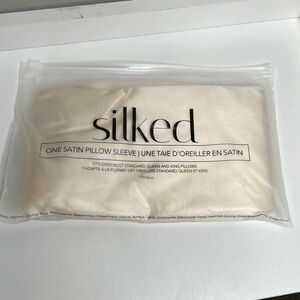 silked
ONE SATIN PILLOW SLEEVE | UNE TAIE D'OREILLER EN SATIN
FITS OVER MOST STANDARD, QUEEN AND KING PILLOWS
S'ADAPTE À LA PLUPART DES OREILLERS STANDARD, QUEEN ET KING